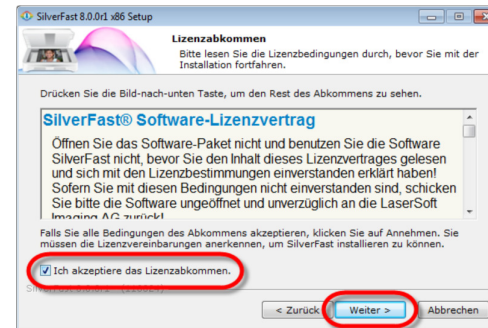 SilverFast 8.0.0r1 x86 Setup
Lizenzabkommen
Bitte lesen Sie die Lizenzbedingungen durch, bevor Sie mit der
Installation fortfahren.
Drücken Sie die Bild-nach-unten Taste, um den Rest des Abkommens zu sehen.
SilverFast® Software-Lizenzvertrag
Öffnen Sie das Software-Paket nicht und benutzen Sie die Software
SilverFast nicht, bevor Sie den Inhalt dieses Lizenzvertrages gelesen
und sich mit den Lizenzbestimmungen einverstanden erklärt haben!
Sofern Sie mit diesen Bedingungen nicht einverstanden sind, schicken
Sie bitte die Software ungeöffnet und unverzüglich an die LaserSoft
Imaging AG zurück!
Falls Sie alle Bedingungen des Abkommens akzeptieren, klicken Sie auf Annehmen. Sie
müssen die Lizenzvereinbarungen anerkennen, um SilverFast installieren zu können.
Ich akzeptiere das Lizenzabkommen.
< Zurück
Weiter >
Abbrechen